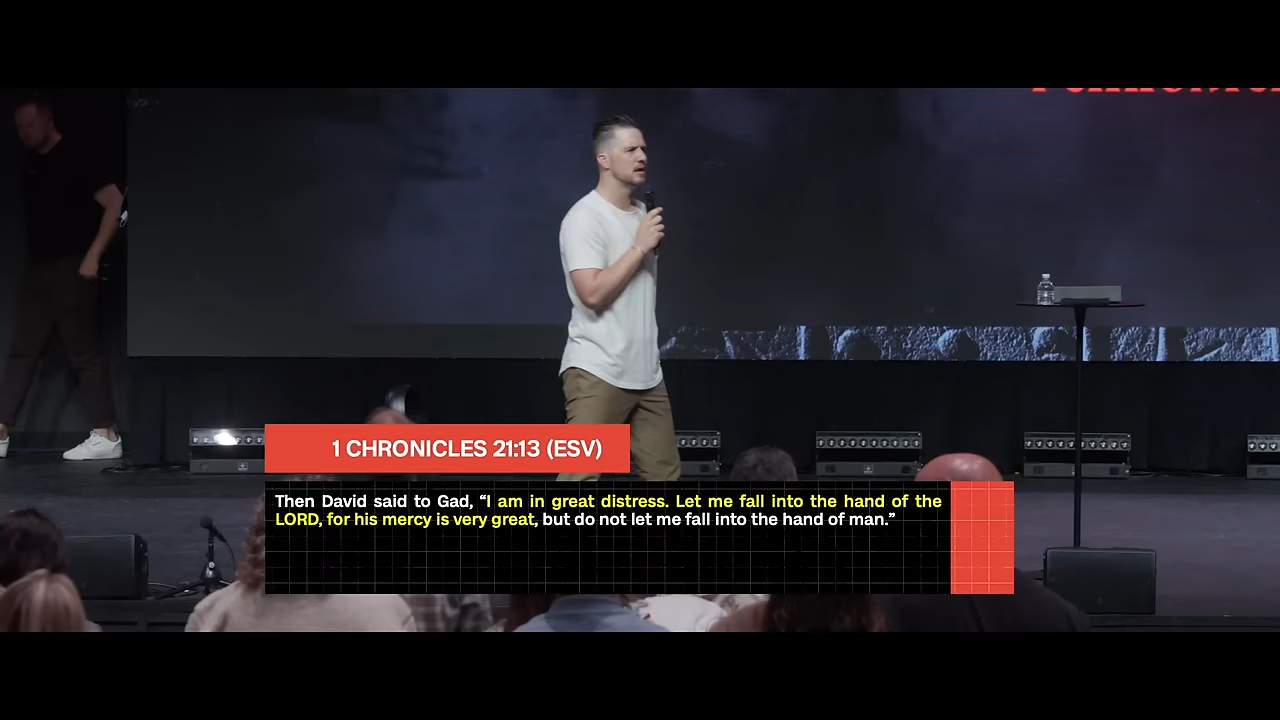 1 CHRONICLES 21:13 (ESV)
Then David said to Gad, “I am in great distress. Let me fall into the hand of the
LORD, for his mercy is very great, but do not let me fall into the hand of man.”